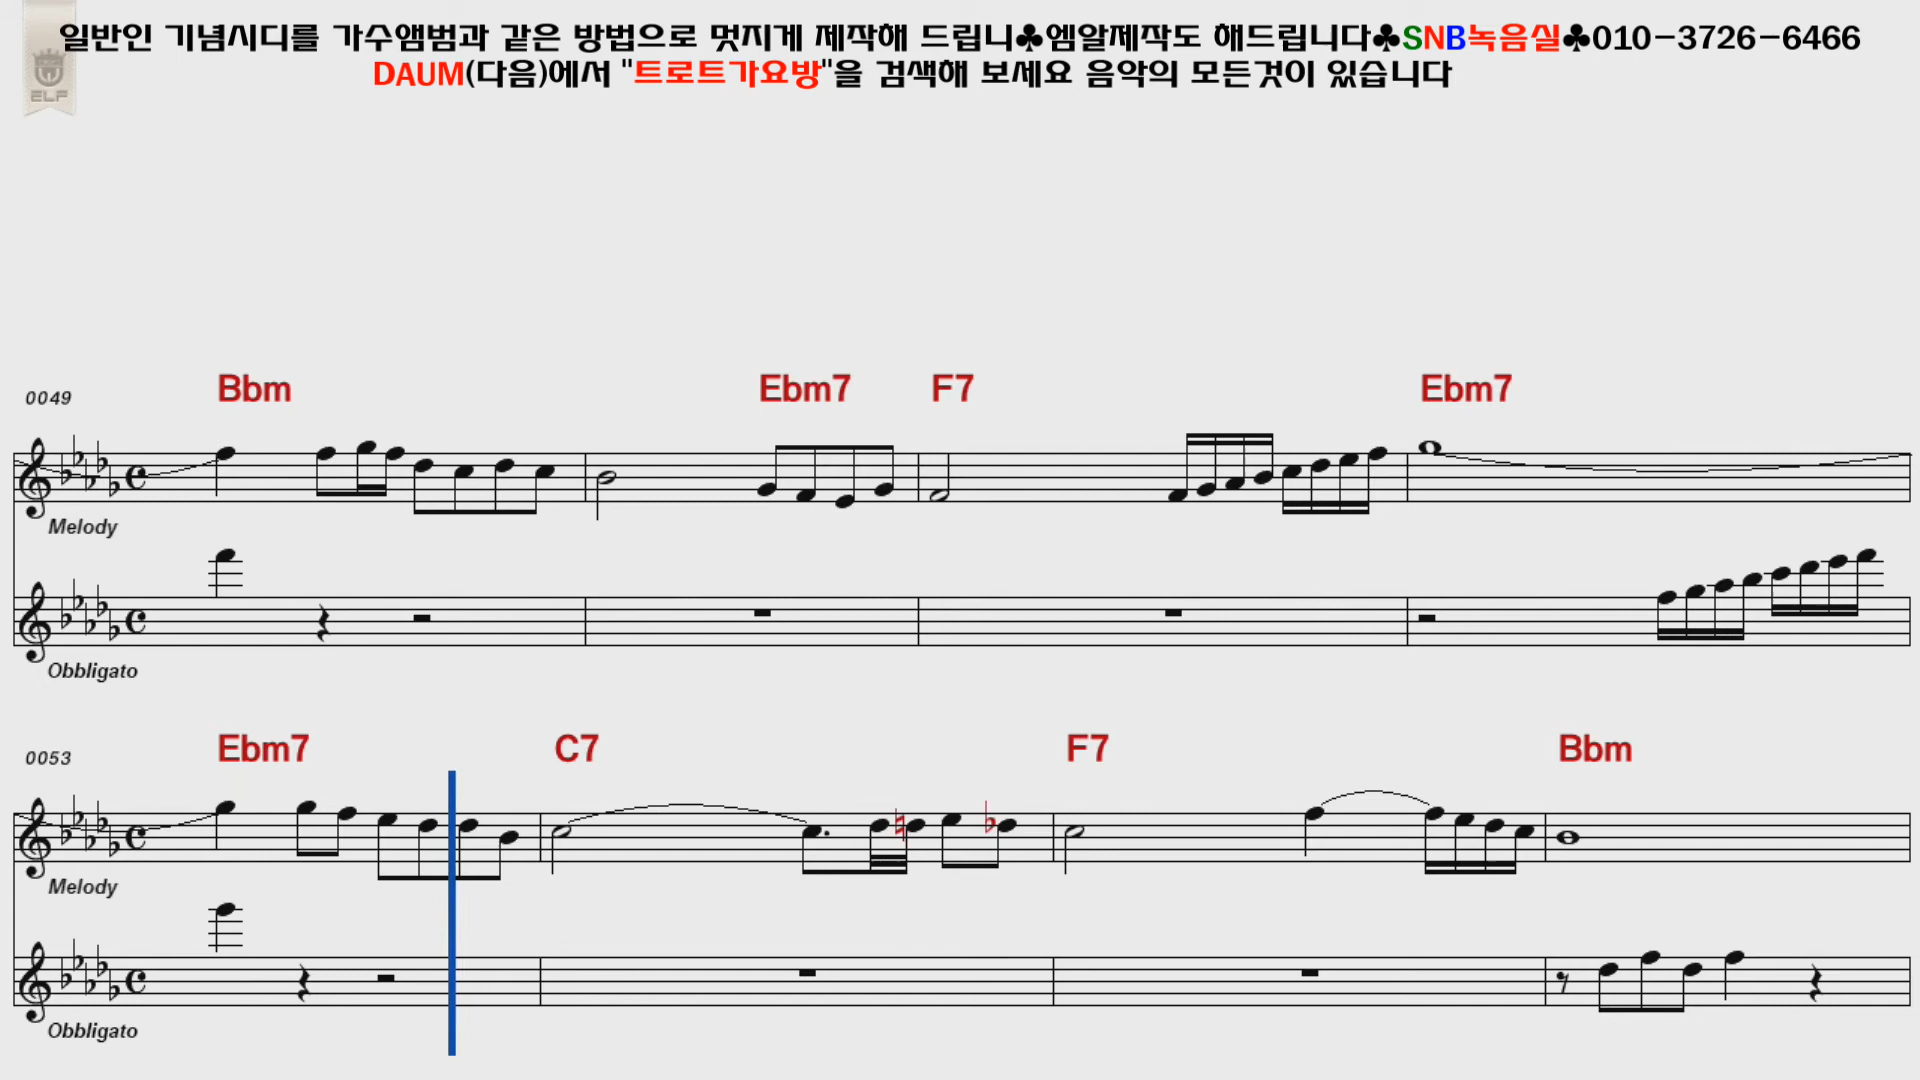 일반인 기념시디를 가수앰범과 같은 방법으로 멋지게 제작해 드립니♣엠알제작도 해드립니다♣SNB녹음실♣010-3726-6466
DAUM(다음)에서 "트로트가요방"을 검색해 보세요 음악의 모든것이 있습니다
ELF
0049 Bbm Ebm7 F7 Ebm7
Melody
Obbligato
0053 Ebm7 C7 F7 Bbm
Melody
Obbligato